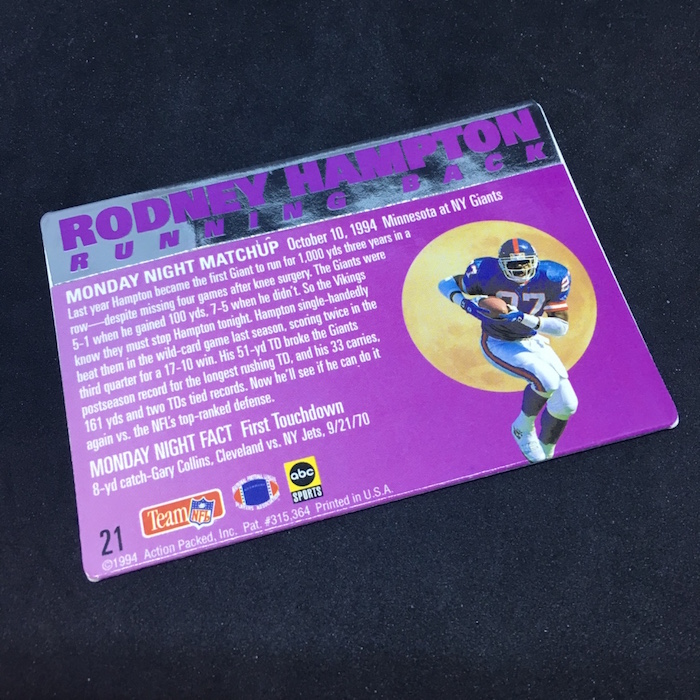 RODNEY HAMPTON
RUNNING BACK
MONDAY NIGHT MATCHUP October 10, 1994 Minnesota at NY Giants
Last year Hampton became the first Giant to run for 1,000 yds three years in a
row—despite missing four games after knee surgery. The Giants were
5-1 when he gained 100 yds, 7-5 when he didn't. So the Vikings
know they must stop Hampton tonight. Hampton single-handedly
beat them in the wild-card game last season, scoring twice in the
third quarter for a 17-10 win. His 51-yd TD broke the Giants
postseason record for the longest rushing TD, and his 33 carries,
161 yds and two TDs tied records. Now he'll see if he can do it
again vs. the NFL's top-ranked defense.
MONDAY NIGHT FACT First Touchdown
8-yd catch-Gary Collins, Cleveland vs. NY Jets, 9/21/70
27
21
Team NFL
abc
SPORTS
©1994 Action Packed, Inc. Pat. #315,364 Printed in U.S.A.